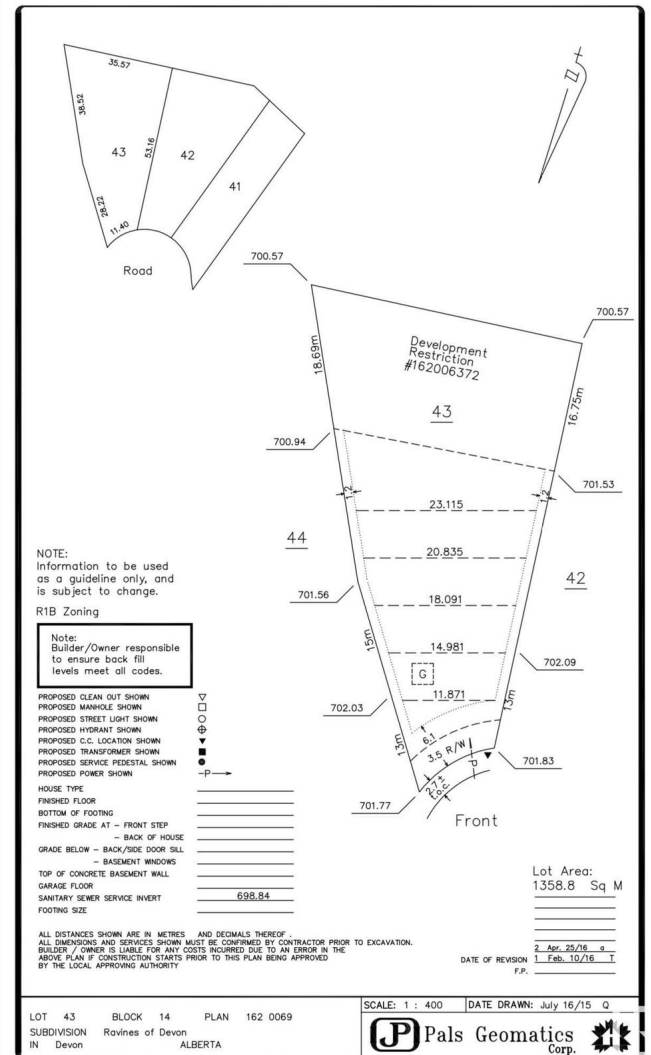 35.57
38.52
53.16
43
42
41
28.22
11.40
Road
700.57
700.57
18.69m
Development
Restriction
#162006372
43
16.75m
700.94
701.53
1.2
1.2
23.115
44
20.835
42
NOTE:
Information to be used
as a guideline only, and
is subject to change.
701.56
18.091
R1B Zoning
15m
14.981
702.09
Note:
Builder/Owner responsible
to ensure back fill
levels meet all codes.
G
11.871
13m
702.03
6.1
13m
3.5 R/W
P
701.83
2.7±
t.o.c.
701.77
Front
PROPOSED CLEAN OUT SHOWN
PROPOSED MANHOLE SHOWN
PROPOSED STREET LIGHT SHOWN
PROPOSED HYDRANT SHOWN
PROPOSED C.C. LOCATION SHOWN
PROPOSED TRANSFORMER SHOWN
PROPOSED SERVICE PEDESTAL SHOWN
PROPOSED POWER SHOWN –P→
HOUSE TYPE
FINISHED FLOOR
BOTTOM OF FOOTING
FINISHED GRADE AT – FRONT STEP
– BACK OF HOUSE
GRADE BELOW – BACK/SIDE DOOR SILL
– BASEMENT WINDOWS
TOP OF CONCRETE BASEMENT WALL
GARAGE FLOOR
SANITARY SEWER SERVICE INVERT 698.84
FOOTING SIZE
Lot Area:
1358.8 Sq M
ALL DISTANCES SHOWN ARE IN METRES AND DECIMALS THEREOF .
ALL DIMENSIONS AND SERVICES SHOWN MUST BE CONFIRMED BY CONTRACTOR PRIOR TO EXCAVATION.
BUILDER / OWNER IS LIABLE FOR ANY COSTS INCURRED DUE TO AN ERROR IN THE
ABOVE PLAN IF CONSTRUCTION STARTS PRIOR TO THIS PLAN BEING APPROVED
BY THE LOCAL APPROVING AUTHORITY
2 Apr. 25/16 a
DATE OF REVISION 1 Feb. 10/16 T
F.P.
SCALE: 1 : 400 DATE DRAWN: July 16/15 Q
LOT 43 BLOCK 14 PLAN 162 0069
SUBDIVISION Ravines of Devon
IN Devon ALBERTA
JP Pals Geomatics
Corp.